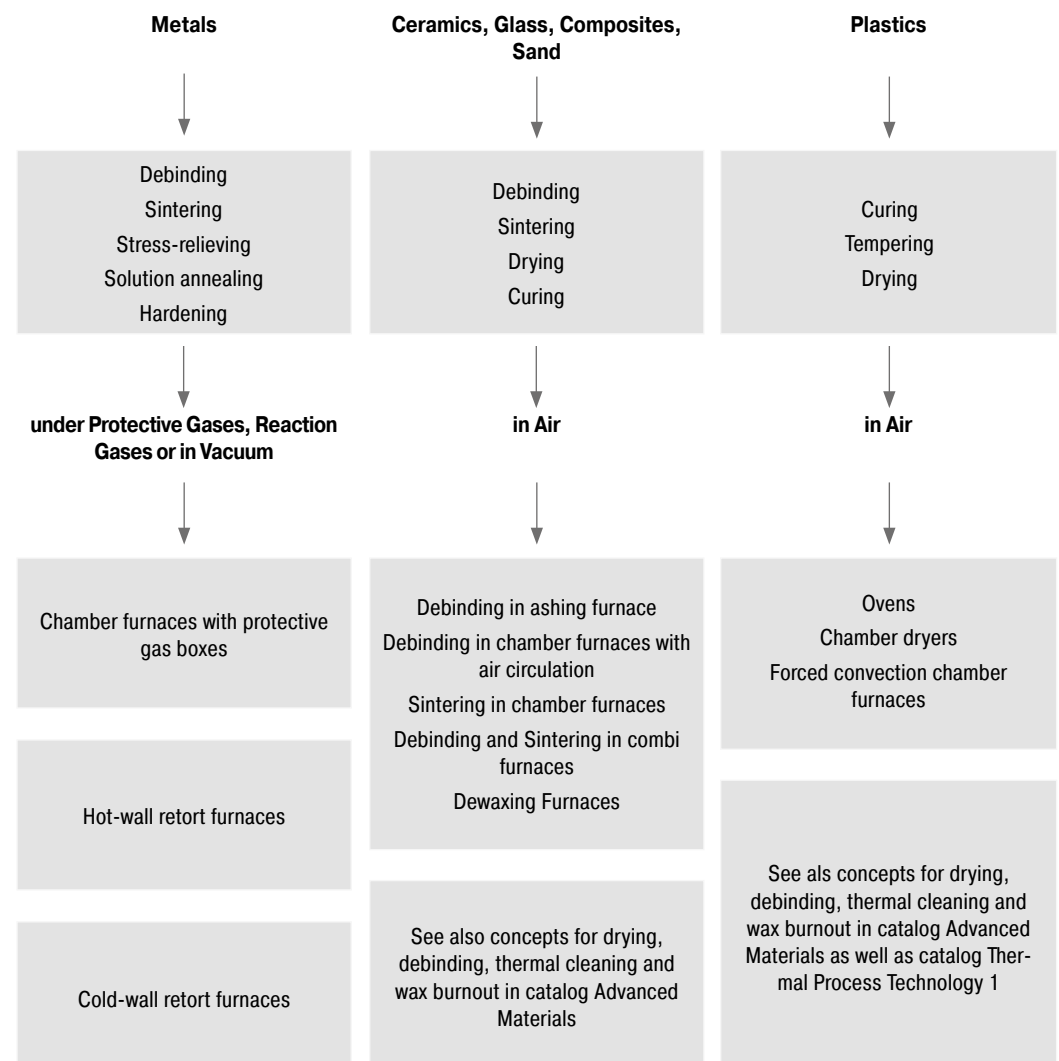 Metals
Debinding
Sintering
Stress-relieving
Solution annealing
Hardening
under Protective Gases, Reaction
Gases or in Vacuum
Chamber furnaces with protective
gas boxes
Hot-wall retort furnaces
Cold-wall retort furnaces
Ceramics, Glass, Composites,
Sand
Debinding
Sintering
Drying
Curing
in Air
Debinding in ashing furnace
Debinding in chamber furnaces with
air circulation
Sintering in chamber furnaces
Debinding and Sintering in combi
furnaces
Dewaxing Furnaces
See also concepts for drying,
debinding, thermal cleaning and
wax burnout in catalog Advanced
Materials
Plastics
Curing
Tempering
Drying
in Air
Ovens
Chamber dryers
Forced convection chamber
furnaces
See als concepts for drying,
debinding, thermal cleaning and
wax burnout in catalog Advanced
Materials as well as catalog Ther-
mal Process Technology 1